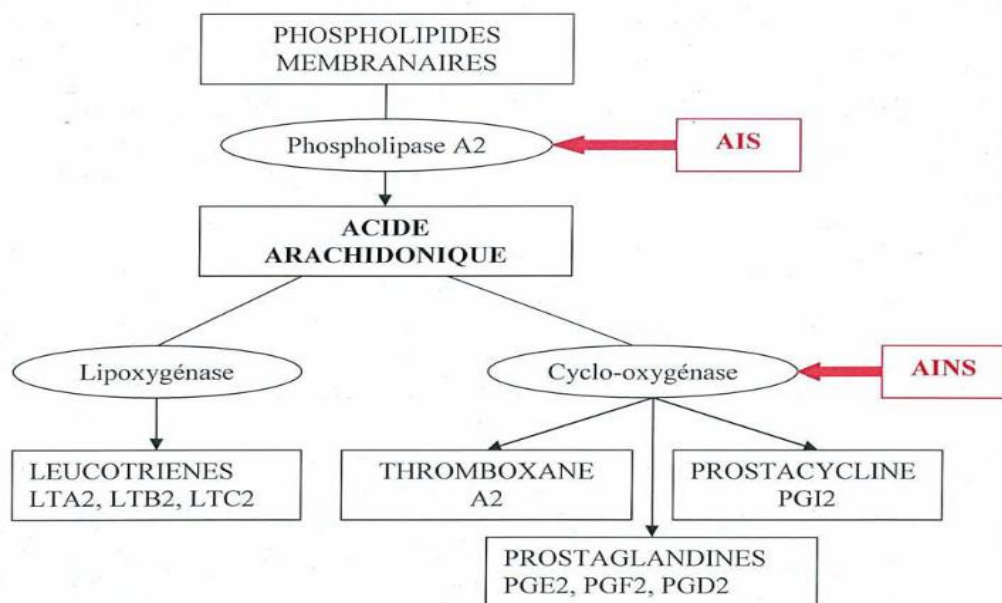 PHOSPHOLIPIDES
MEMBRANAIRES
Phospholipase A2
AIS
ACIDE
ARACHIDONIQUE
Lipoxygénase
Cyclo-oxygénase
AINS
LEUCOTRIENES
LTA2, LTB2, LTC2
THROMBOXANE
A2
PROSTACYCLINE
PGI2
PROSTAGLANDINES
PGE2, PGF2, PGD2